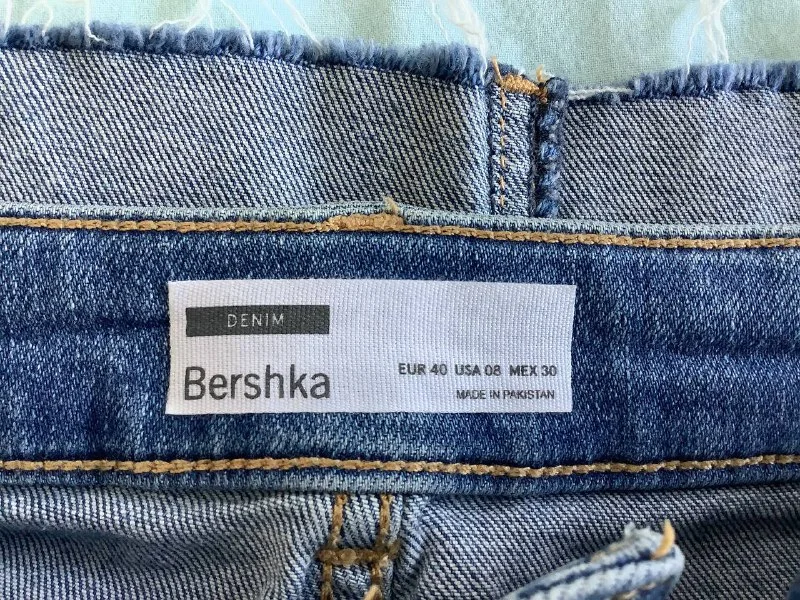 DENIM
Bershka
EUR 40 USA 08 MEX 30
MADE IN PAKISTAN